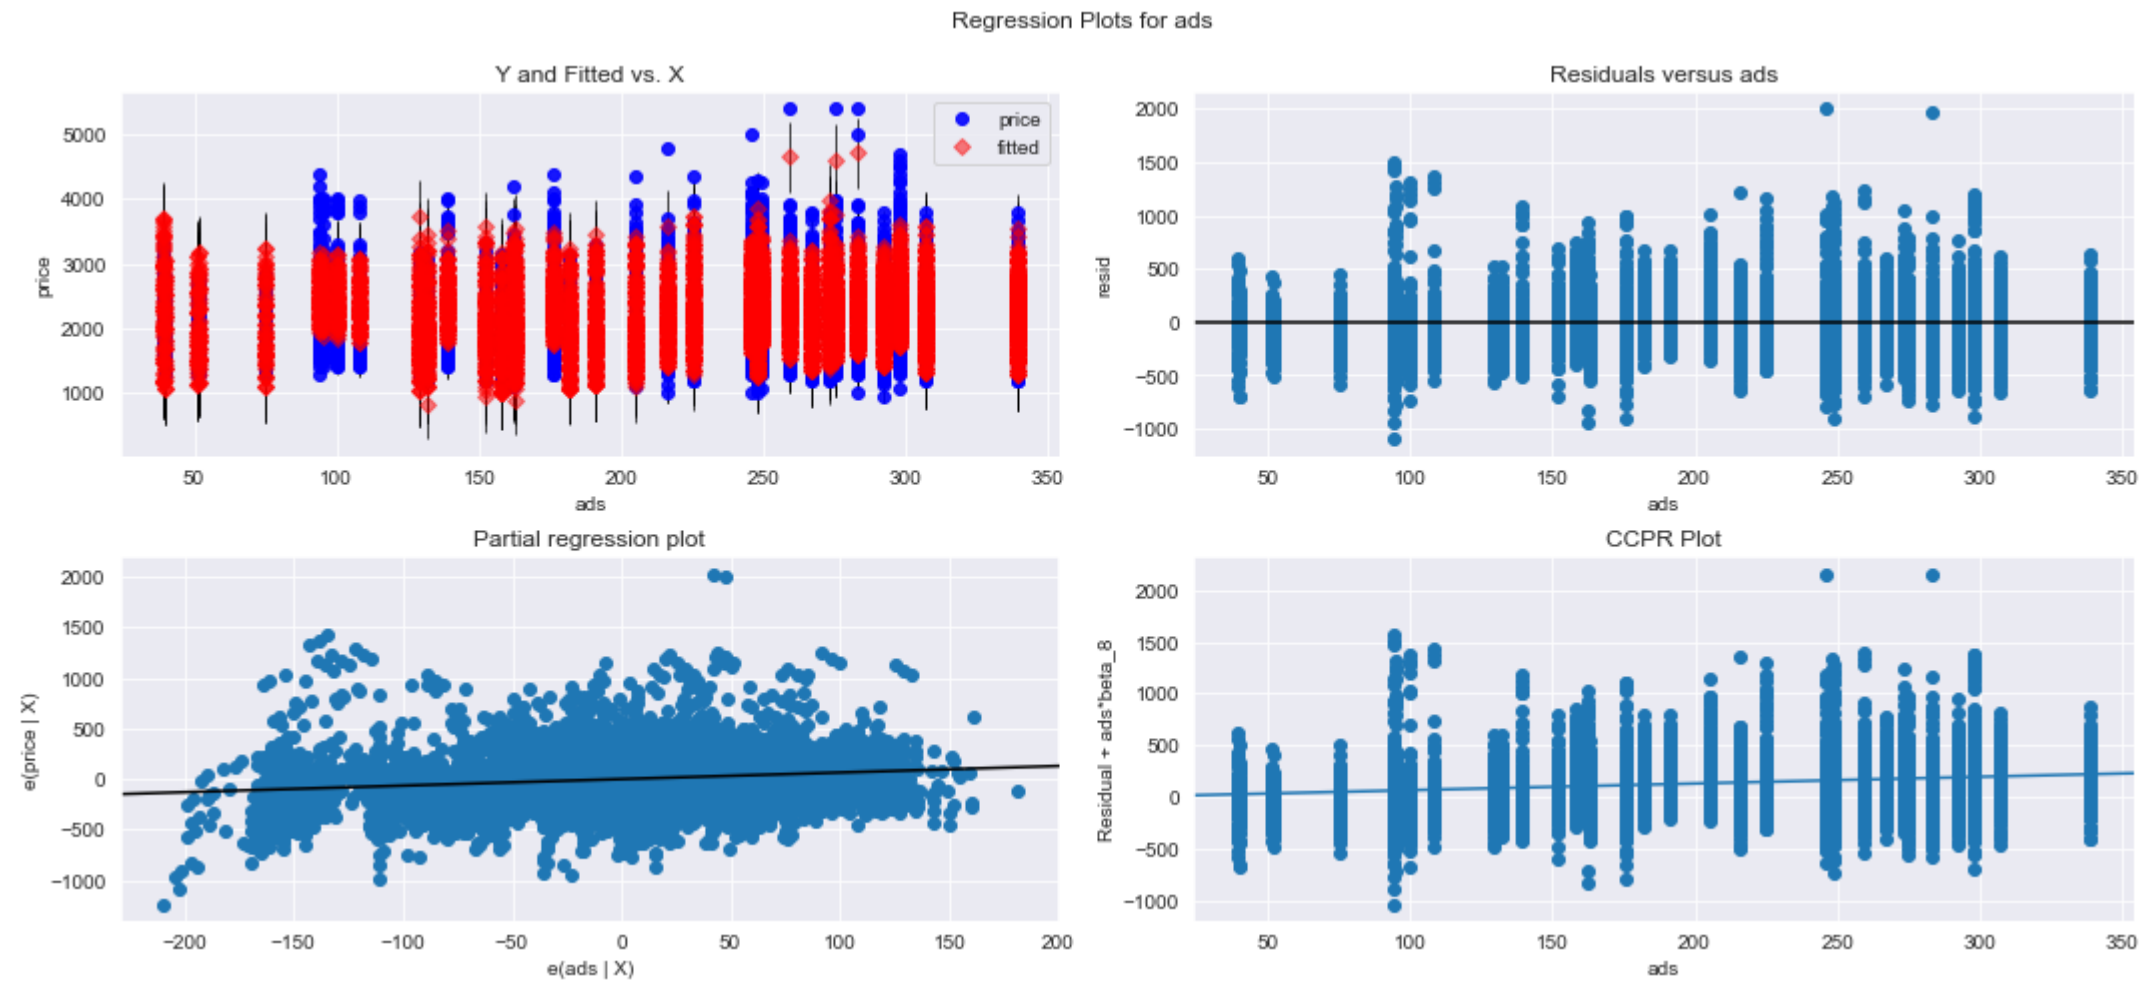 Regression Plots for ads
Y and Fitted vs. X
price
fitted
5000
4000
3000
2000
1000
price
50 100 150 200 250 300 350
ads
Residuals versus ads
2000
1500
1000
500
0
−500
−1000
resid
50 100 150 200 250 300 350
ads
Partial regression plot
2000
1500
1000
500
0
−500
−1000
e(price | X)
−200 −150 −100 −50 0 50 100 150 200
e(ads | X)
CCPR Plot
2000
1500
1000
500
0
−500
−1000
Residual + ads*beta_8
50 100 150 200 250 300 350
ads